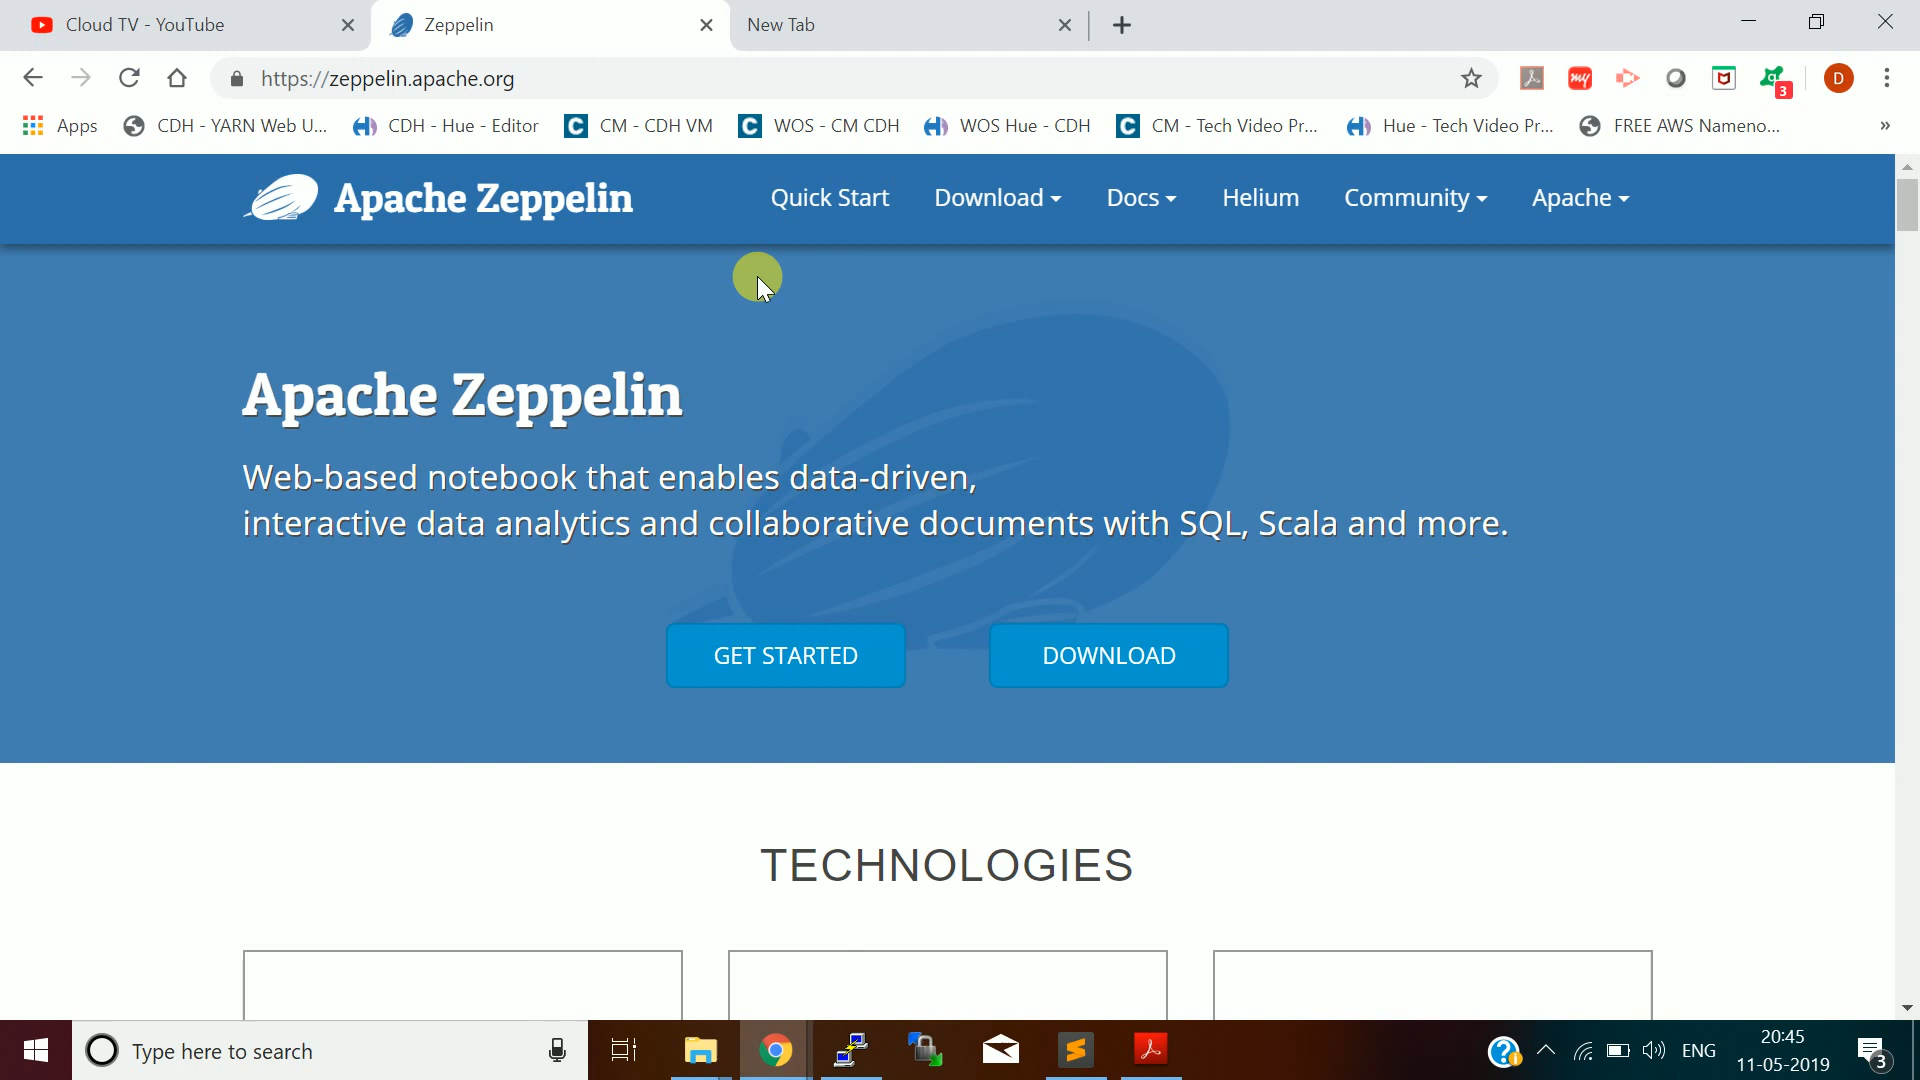 Cloud TV - YouTube
Zeppelin
New Tab
https://zeppelin.apache.org
my
3
D
Apps
CDH - YARN Web U...
CDH - Hue - Editor
C CM - CDH VM
C WOS - CM CDH
WOS Hue - CDH
C CM - Tech Video Pr...
Hue - Tech Video Pr...
FREE AWS Nameno...
»
Apache Zeppelin
Quick Start
Download
Docs
Helium
Community
Apache
Apache Zeppelin
Web-based notebook that enables data-driven,
interactive data analytics and collaborative documents with SQL, Scala and more.
GET STARTED
DOWNLOAD
TECHNOLOGIES
Type here to search
ENG
20:45
11-05-2019
3